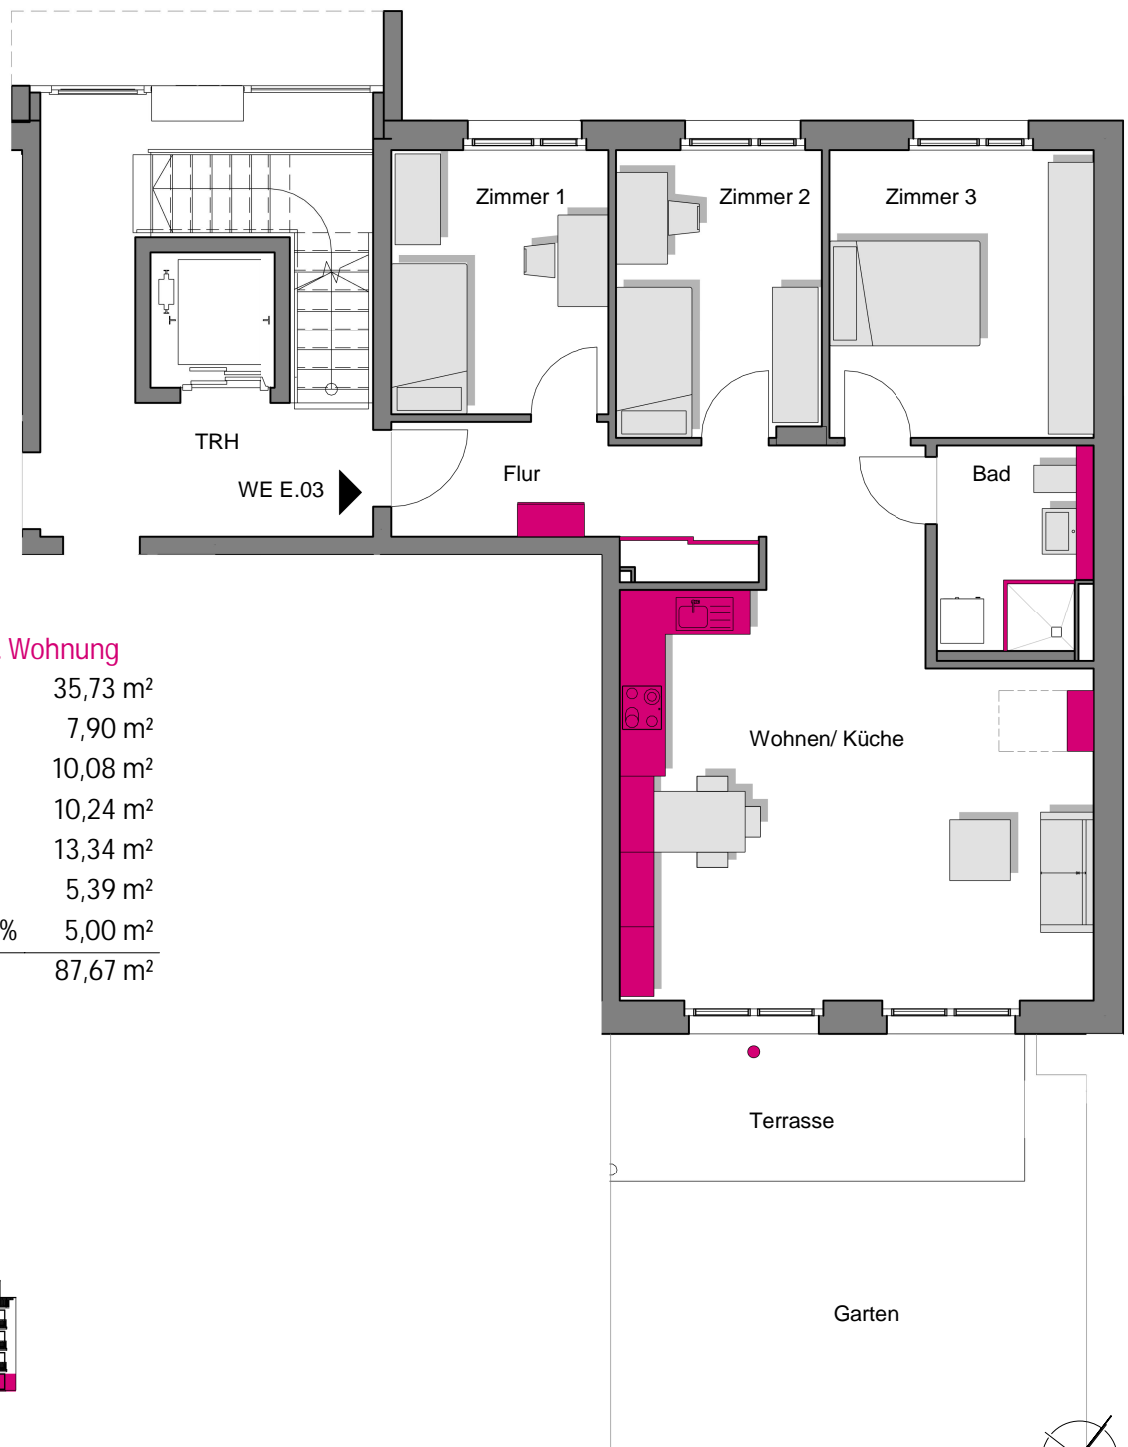 Zimmer 1
Zimmer 2
Zimmer 3
TRH
WE E.03
Flur
Bad
Wohnung
35,73 m²
7,90 m²
10,08 m²
10,24 m²
13,34 m²
5,39 m²
% 5,00 m²
87,67 m²
Wohnen/ Küche
Terrasse
Garten